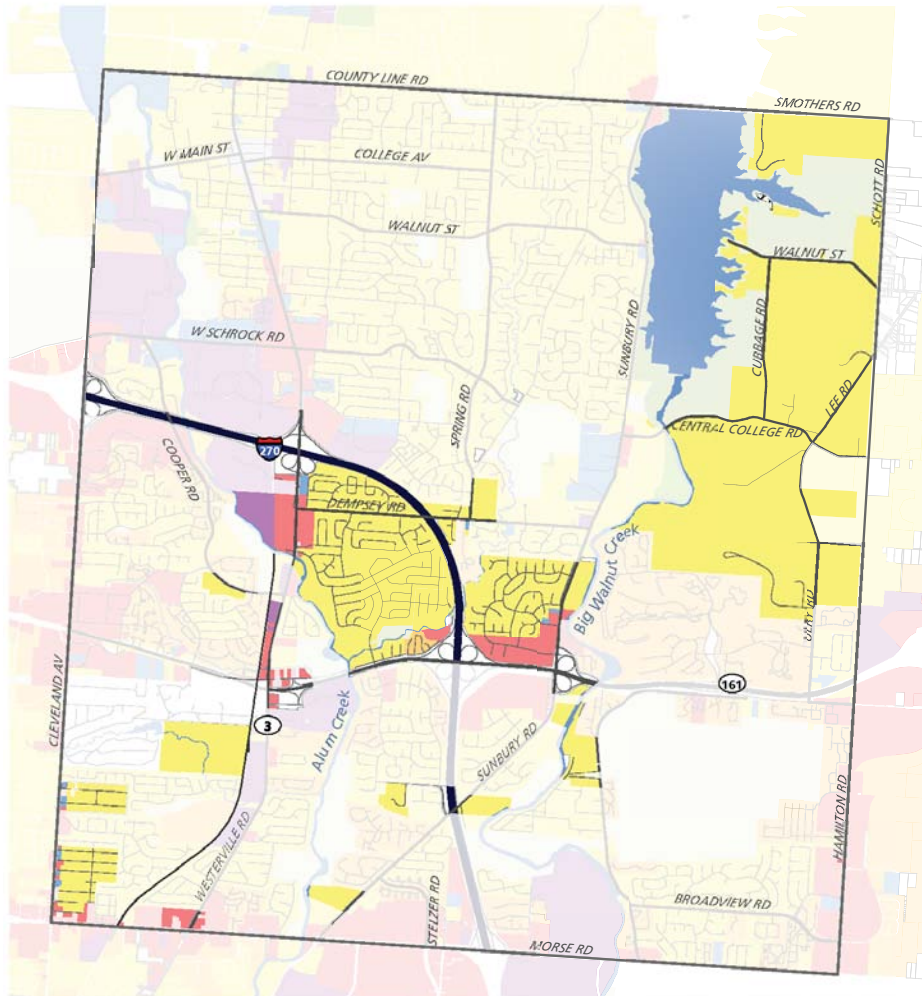 COUNTY LINE RD
SMOTHERS RD
W MAIN ST
COLLEGE AV
SCHOTT RD
WALNUT ST
WALNUT ST
SUNBURY RD
CUBBAGE RD
W SCHROCK RD
SPRING RD
LEE RD
CENTRAL COLLEGE RD
270
COOPER RD
DEMPSEY RD
Big Walnut Creek
ULRY RD
CLEVELAND AV
161
3
Alum Creek
SUNBURY RD
HAMILTON RD
WESTERVILLE RD
STELZER RD
BROADVIEW RD
MORSE RD